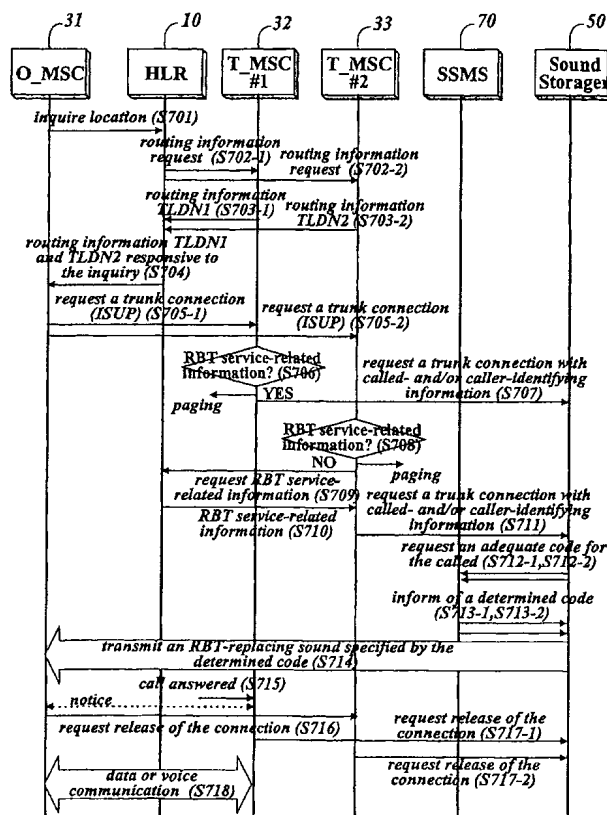 31 10 32 33 70 50
O_MSC HLR T_MSC #1 T_MSC #2 SSMS Sound Storager
inquire location (S701)
routing information
request (S702-1)
routing information
request (S702-2)
routing information
TLDN1 (S703-1)
routing information
TLDN2 (S703-2)
routing information TLDN1
and TLDN2 responsive to
the inquiry (S704)
request a trunk connection
(ISUP) (S705-1)
request a trunk connection
(ISUP) (S705-2)
RBT service-related
information? (S706)
YES
paging
request a trunk connection with
called- and/or caller-identifying
information (S707)
RBT service-related
information? (S708)
NO
paging
request RBT service-
related information (S709)
RBT service-related
information (S710)
request a trunk connection with
called- and/or caller-identifying
information (S711)
request an adequate code for
the called (S712-1,S712-2)
inform of a determined code
(S713-1,S713-2)
transmit an RBT-replacing sound specified by the
determined code (S714)
call answered (S715)
notice
request release of the connection (S716)
request release of the
connection (S717-1)
request release of the
connection (S717-2)
data or voice
communication (S718)